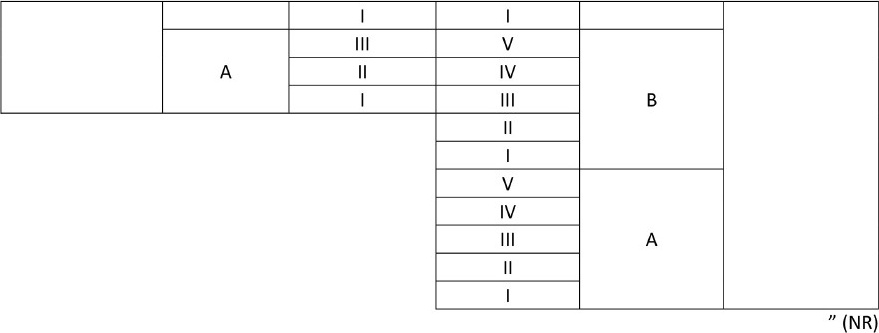 I I
III V
A II IV
I III B
II
I
V
IV
III A
II
I
” (NR)